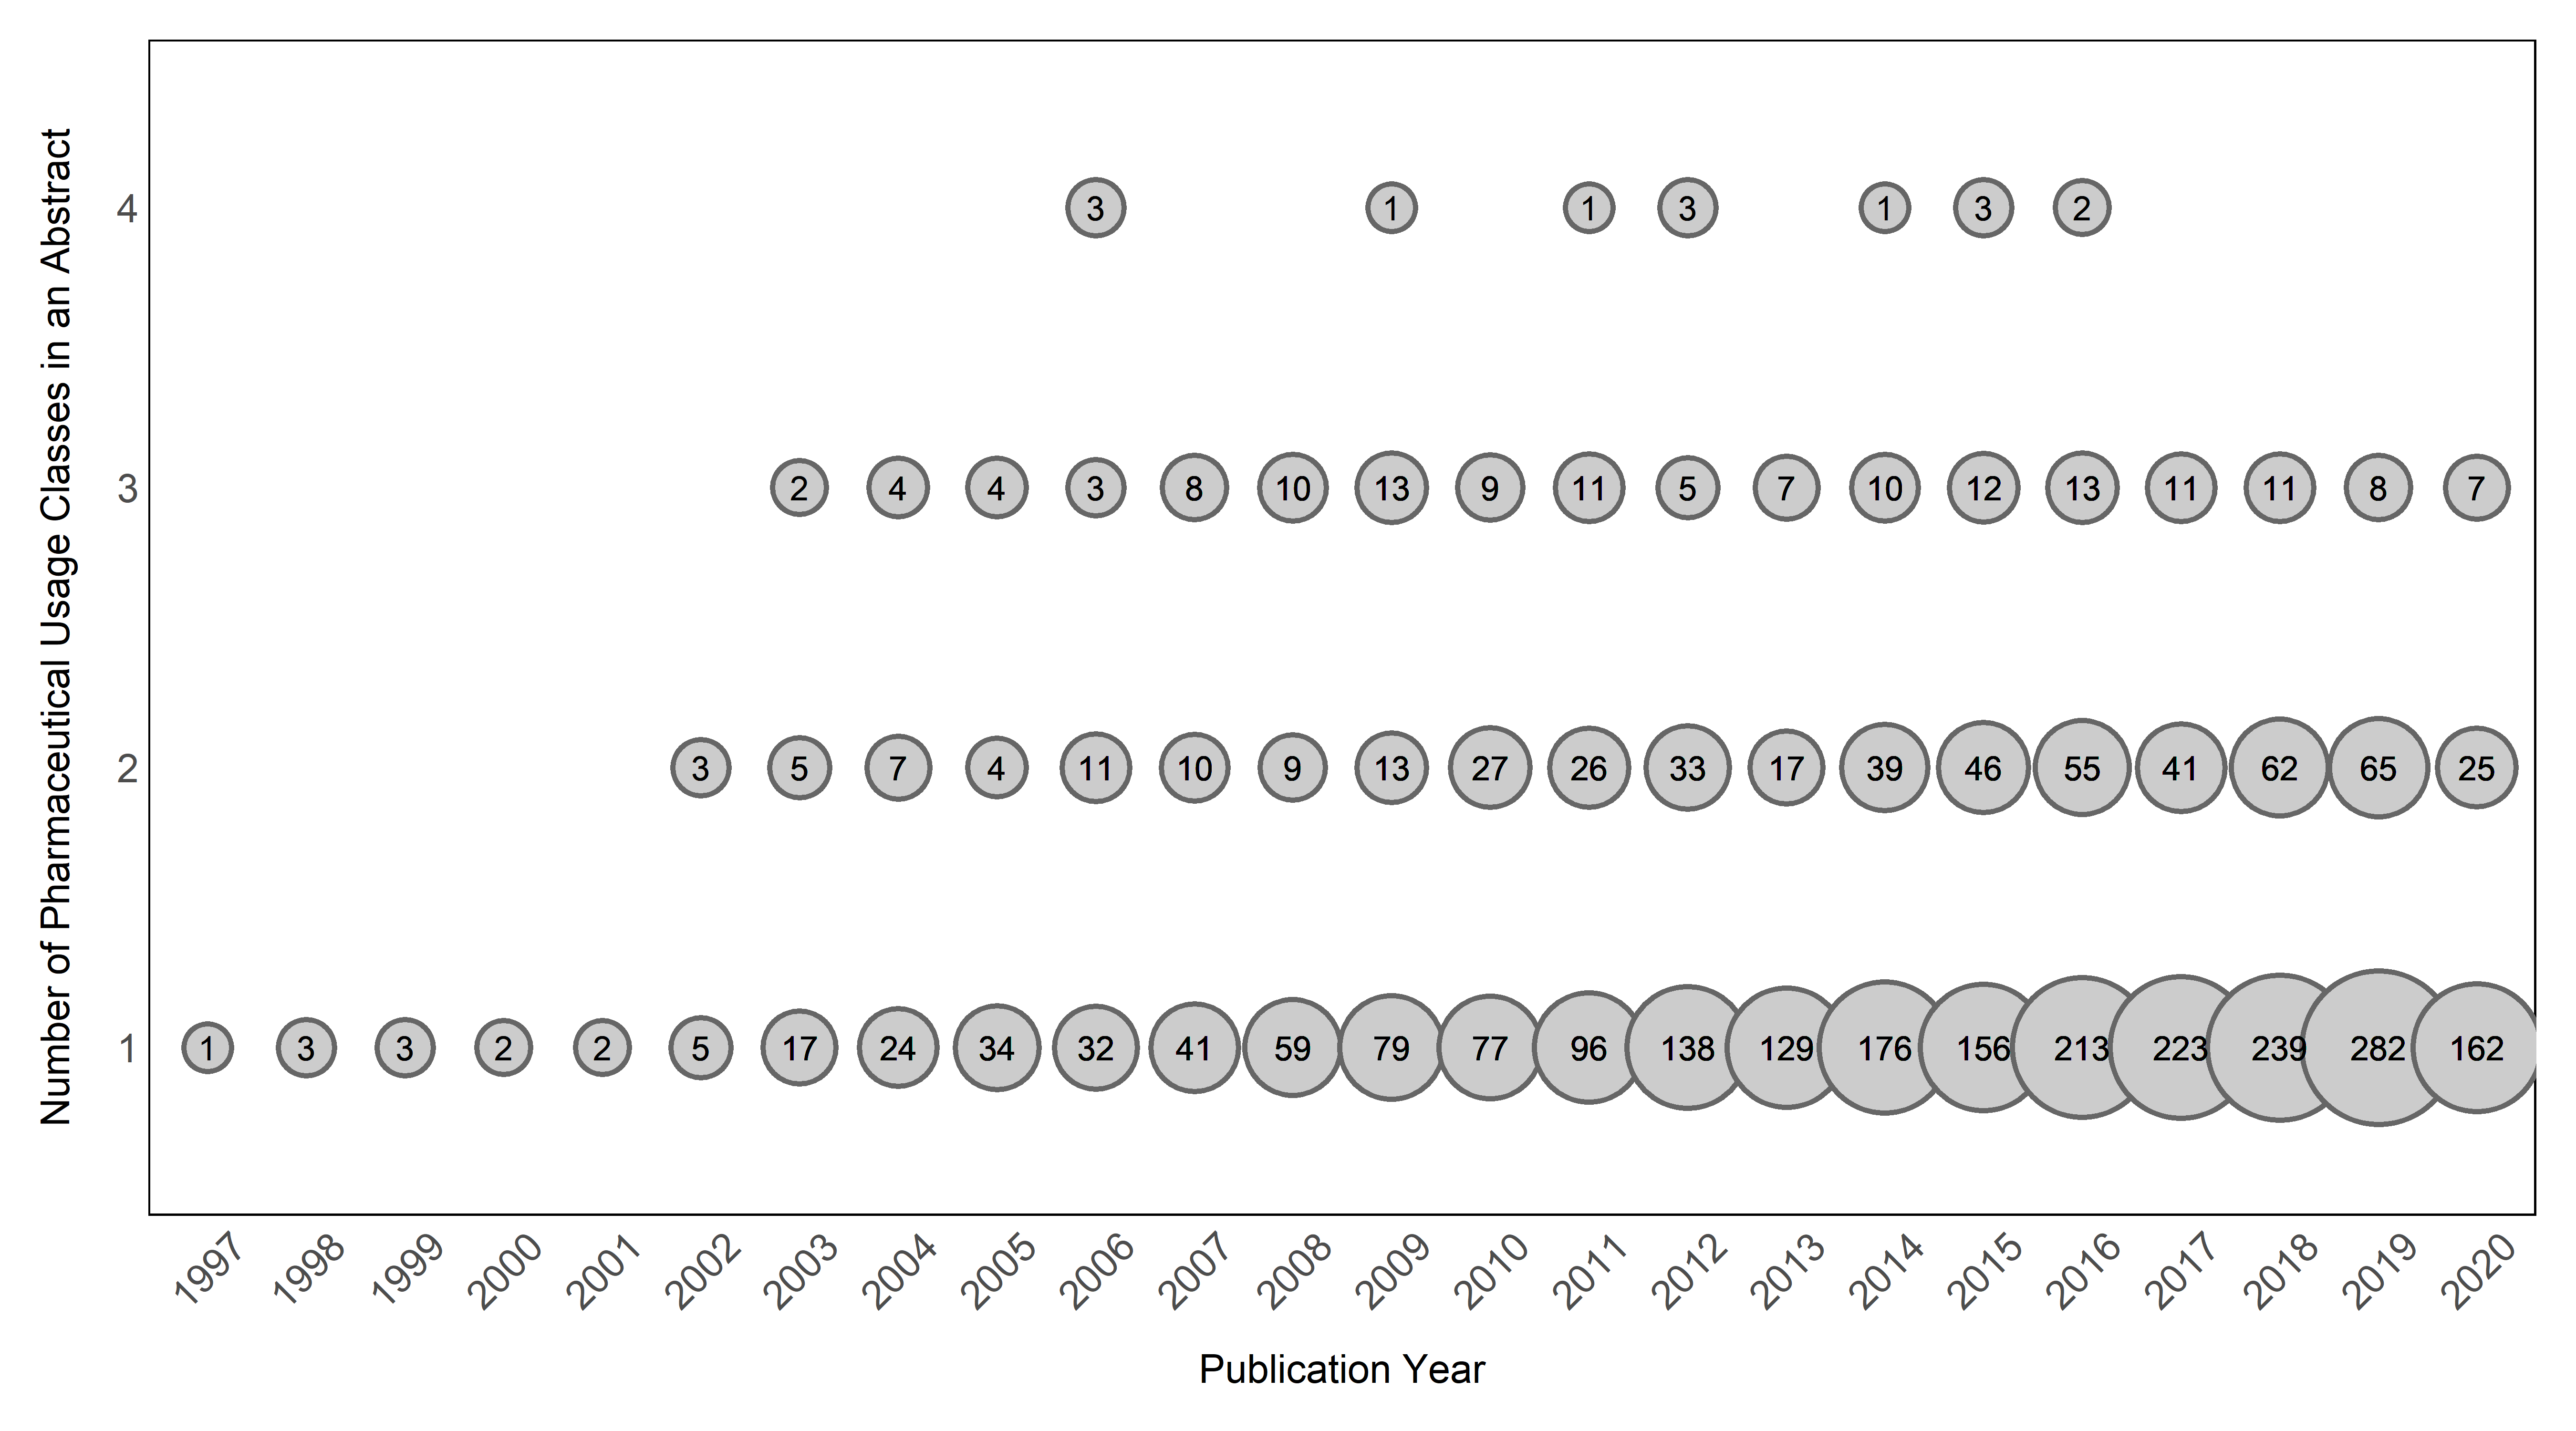 Number of Pharmaceutical Usage Classes in an Abstract
4
3 1 1 3 1 3 2
3
2 4 4 3 8 10 13 9 11 5 7 10 12 13 11 11 8 7
2
3 5 7 4 11 10 9 13 27 26 33 17 39 46 55 41 62 65 25
1
1 3 3 2 2 5 17 24 34 32 41 59 79 77 96 138 129 176 156 213 223 239 282 162
1997 1998 1999 2000 2001 2002 2003 2004 2005 2006 2007 2008 2009 2010 2011 2012 2013 2014 2015 2016 2017 2018 2019 2020
Publication Year